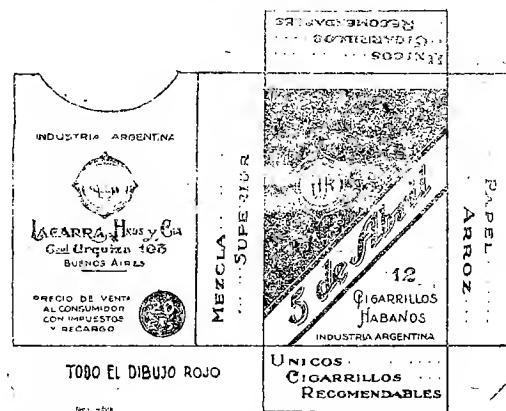 UNICOS
CIGARRILLOS
RECOMENDABLES
INDUSTRIA ARGENTINA
LAGARRA, HNOS Y CIA
Gral Urquiza 165
BUENOS AIRES
PRECIO DE VENTA
AL CONSUMIDOR
CON IMPUESTOS
Y RECARGO
MEZCLA
SUPERIOR
5 de Abril
12
CIGARRILLOS
HABANOS
INDUSTRIA ARGENTINA
PAPEL
ARROZ
UNICOS
CIGARRILLOS
RECOMENDABLES
TODO EL DIBUJO ROJO